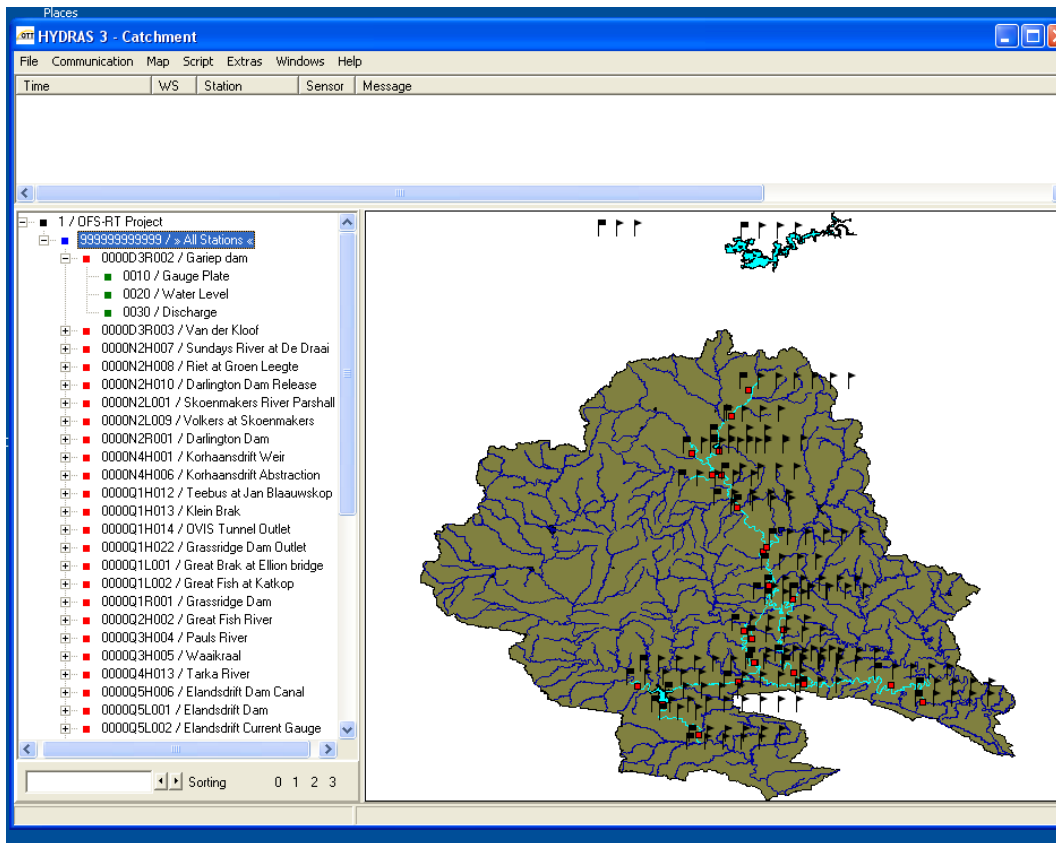 Places
OTT HYDRAS 3 - Catchment
File Communication Map Script Extras Windows Help
Time WS Station Sensor Message
1 / OFS-RT Project
999999999999 / » All Stations «
0000D3R002 / Gariep dam
0010 / Gauge Plate
0020 / Water Level
0030 / Discharge
0000D3R003 / Van der Kloof
0000N2H007 / Sundays River at De Draai
0000N2H008 / Riet at Groen Leegte
0000N2H010 / Darlington Dam Release
0000N2L001 / Skoenmakers River Parshall
0000N2L009 / Volkers at Skoenmakers
0000N2R001 / Darlington Dam
0000N4H001 / Korhaansdrift Weir
0000N4H006 / Korhaansdrift Abstraction
0000Q1H012 / Teebus at Jan Blaauwskop
0000Q1H013 / Klein Brak
0000Q1H014 / OVIS Tunnel Outlet
0000Q1H022 / Grassridge Dam Outlet
0000Q1L001 / Great Brak at Ellion bridge
0000Q1L002 / Great Fish at Katkop
0000Q1R001 / Grassridge Dam
0000Q2H002 / Great Fish River
0000Q3H004 / Pauls River
0000Q3H005 / Waaikraal
0000Q4H013 / Tarka River
0000Q5H006 / Elandsdrift Dam Canal
0000Q5L001 / Elandsdrift Dam
0000Q5L002 / Elandsdrift Current Gauge
Sorting 0 1 2 3